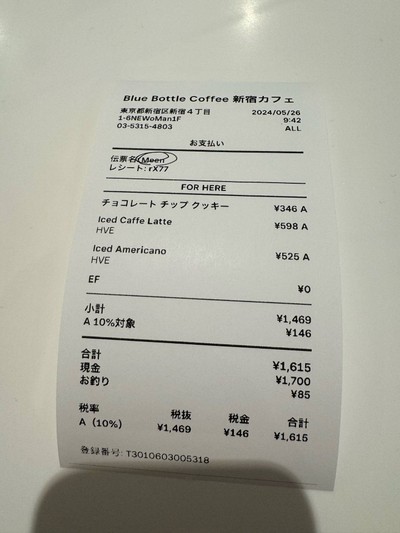 Blue Bottle Coffee 新宿カフェ
東京都新宿区新宿4丁目 2024/05/26
1-6NEWoMan1F 9:42
03-5315-4803 ALL
お支払い
伝票名: Moen
レシート: rX77
FOR HERE
チョコレート チップ クッキー ¥346 A
Iced Caffe Latte ¥598 A
HVE
Iced Americano ¥525 A
HVE
EF ¥0
小計 ¥1,469
A 10%対象 ¥146
合計 ¥1,615
現金 ¥1,700
お釣り ¥85
税率 税抜 税金 合計
A（10%） ¥1,469 ¥146 ¥1,615
登録番号: T3010603005318